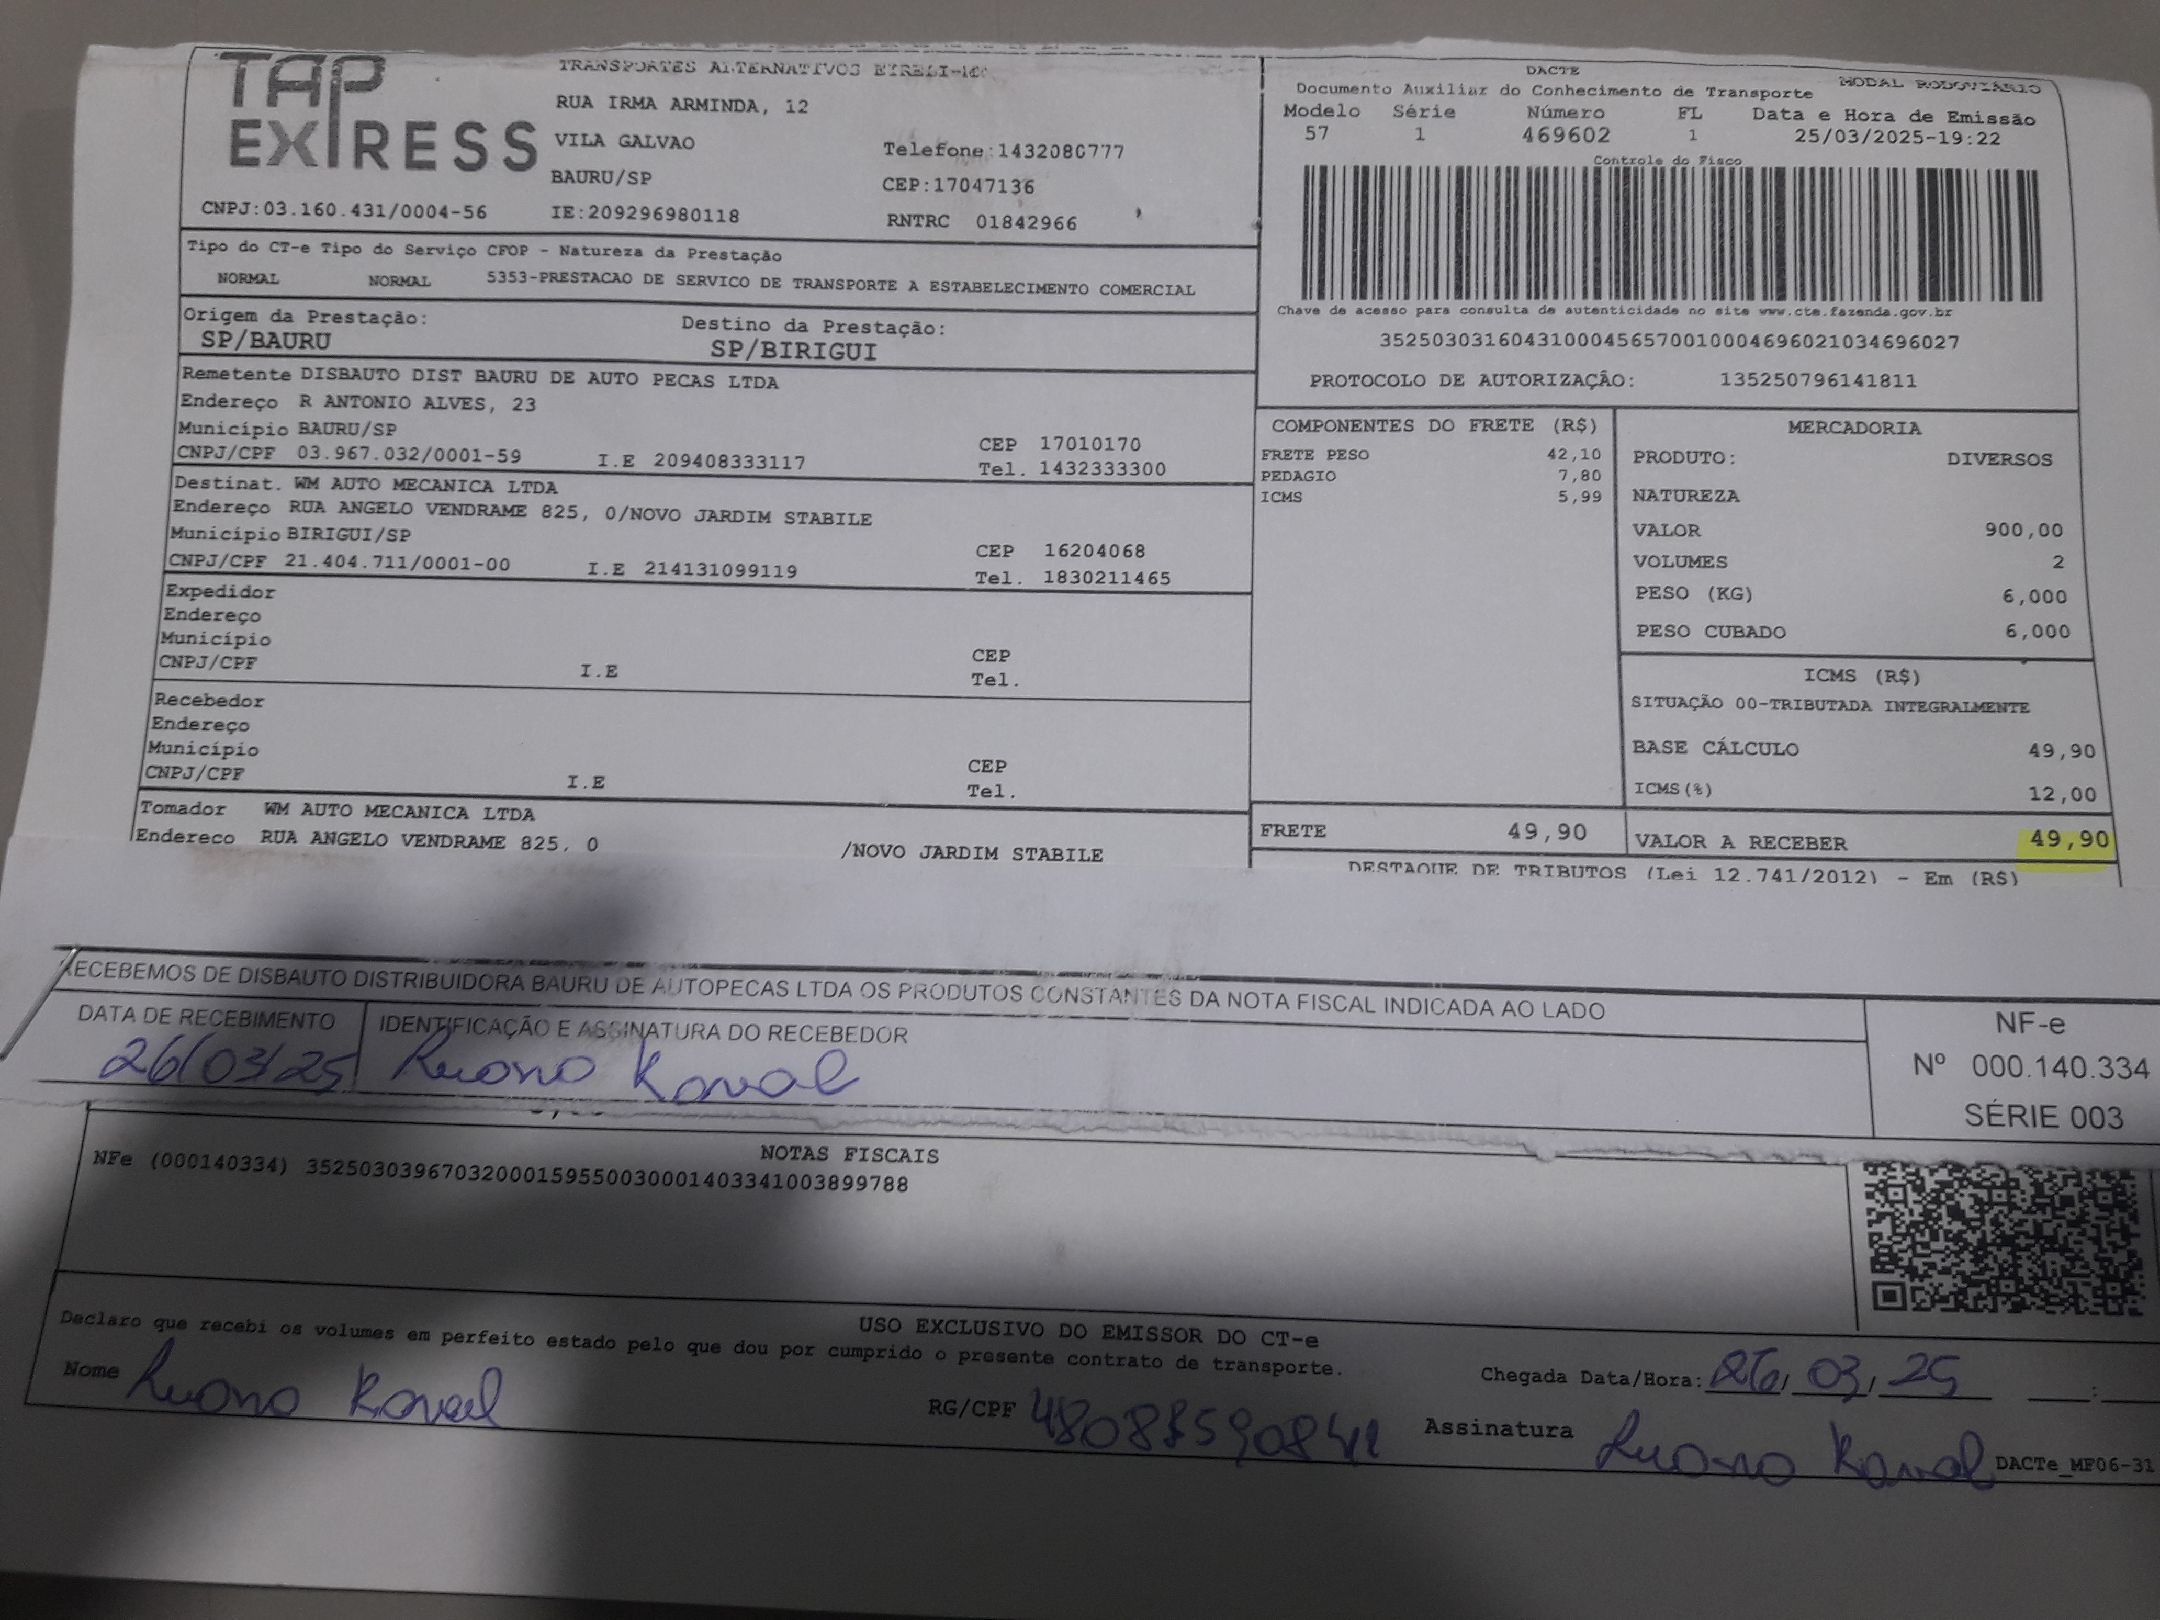 TAP EXPRESS
TRANSPORTES ALTERNATIVOS EIRELI-
RUA IRMA ARMINDA, 12
VILA GALVAO
Telefone:1432080777
BAURU/SP
CEP:17047136
CNPJ:03.160.431/0004-56 IE:209296980118 RNTRC 01842966
Tipo do CT-e Tipo do Serviço CFOP - Natureza da Prestação
NORMAL NORMAL 5353-PRESTACAO DE SERVICO DE TRANSPORTE A ESTABELECIMENTO COMERCIAL
Origem da Prestação: Destino da Prestação:
SP/BAURU SP/BIRIGUI
Remetente DISBAUTO DIST BAURU DE AUTO PECAS LTDA
Endereço R ANTONIO ALVES, 23
Município BAURU/SP CEP 17010170
CNPJ/CPF 03.967.032/0001-59 I.E 209408333117 Tel. 1432333300
Destinat. WM AUTO MECANICA LTDA
Endereço RUA ANGELO VENDRAME 825, 0/NOVO JARDIM STABILE
Município BIRIGUI/SP CEP 16204068
CNPJ/CPF 21.404.711/0001-00 I.E 214131099119 Tel. 1830211465
Expedidor
Endereço
Município CEP
CNPJ/CPF I.E Tel.
Recebedor
Endereço
Município CEP
CNPJ/CPF I.E Tel.
Tomador WM AUTO MECANICA LTDA
Endereço RUA ANGELO VENDRAME 825, 0 /NOVO JARDIM STABILE
DACTE MODAL RODOVIÁRIO
Documento Auxiliar do Conhecimento de Transporte
Modelo Série Número FL Data e Hora de Emissão
57 1 469602 1 25/03/2025-19:22
Controle do Fisco
Chave de acesso para consulta de autenticidade no site www.cte.fazenda.gov.br
35250303160431000456570010004696021034696027
PROTOCOLO DE AUTORIZAÇÂO: 135250796141811
COMPONENTES DO FRETE (R$)
FRETE PESO 42,10
PEDAGIO 7,80
ICMS 5,99
MERCADORIA
PRODUTO: DIVERSOS
NATUREZA
VALOR 900,00
VOLUMES 2
PESO (KG) 6,000
PESO CUBADO 6,000
ICMS (R$)
SITUAÇÃO 00-TRIBUTADA INTEGRALMENTE
BASE CÁLCULO 49,90
ICMS(%) 12,00
FRETE 49,90 VALOR A RECEBER 49,90
DESTAQUE DE TRIBUTOS (Lei 12.741/2012) - Em (R$)
RECEBEMOS DE DISBAUTO DISTRIBUIDORA BAURU DE AUTOPECAS LTDA OS PRODUTOS CONSTANTES DA NOTA FISCAL INDICADA AO LADO
DATA DE RECEBIMENTO IDENTIFICAÇÃO E ASSINATURA DO RECEBEDOR
26/03/25
NF-e
Nº 000.140.334
SÉRIE 003
NOTAS FISCAIS
NFe (000140334) 35250303967032000159550030001403341003899788
USO EXCLUSIVO DO EMISSOR DO CT-e
Declaro que recebi os volumes em perfeito estado pelo que dou por cumprido o presente contrato de transporte.
Chegada Data/Hora: 26/03/25 :
Nome RG/CPF Assinatura
DACTe_MF06-31